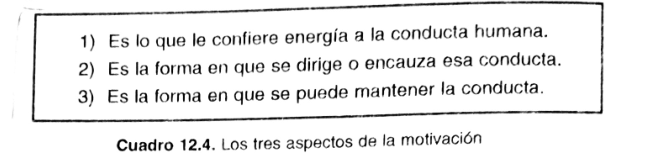 1) Es lo que le confiere energía a la conducta humana.
2) Es la forma en que se dirige o encauza esa conducta.
3) Es la forma en que se puede mantener la conducta.
Cuadro 12.4. Los tres aspectos de la motivación